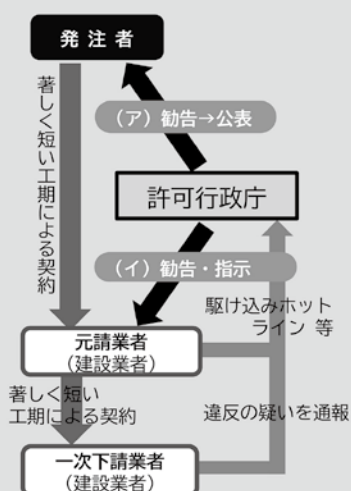 発注者
著しく短い工期による契約
（ア）勧告→公表
許可行政庁
（イ）勧告・指示
駆け込みホット
ライン 等
元請業者
（建設業者）
著しく短い
工期による契約
違反の疑いを通報
一次下請業者
（建設業者）